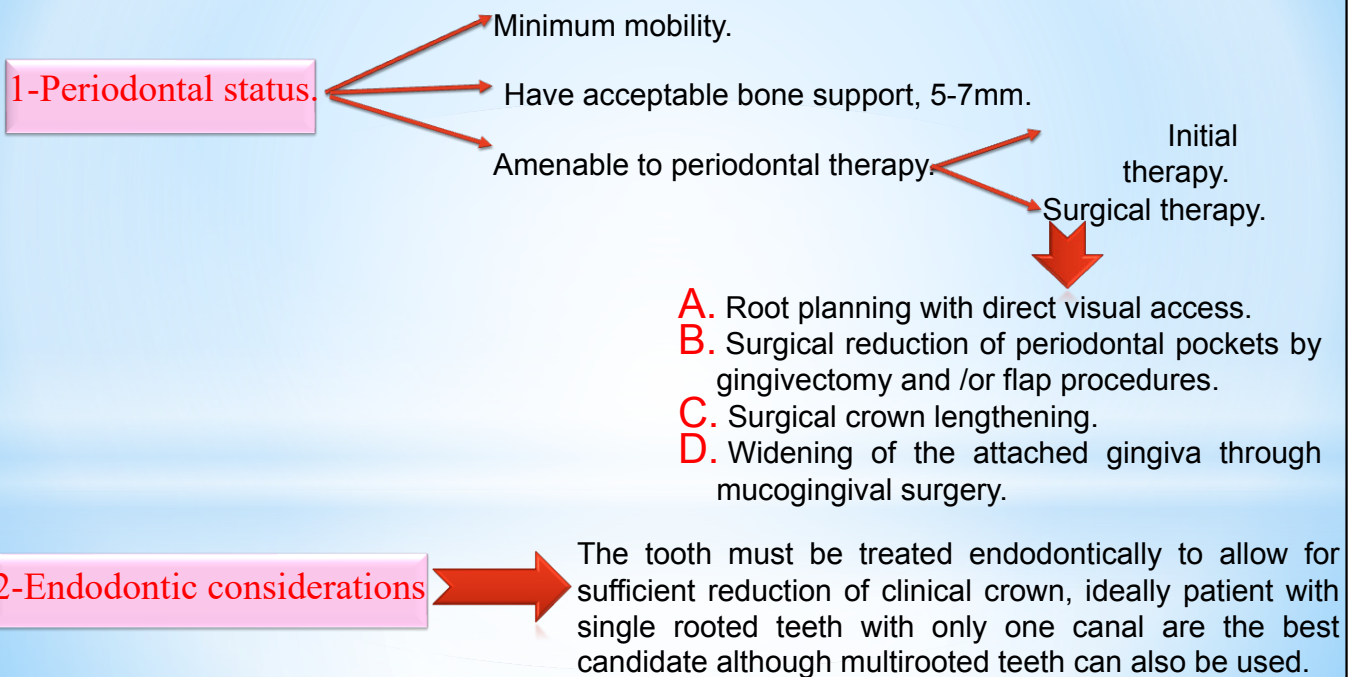 Minimum mobility.
1-Periodontal status.
Have acceptable bone support, 5-7mm.
Amenable to periodontal therapy.
Initial
therapy.
Surgical therapy.
A. Root planning with direct visual access.
B. Surgical reduction of periodontal pockets by
gingivectomy and /or flap procedures.
C. Surgical crown lengthening.
D. Widening of the attached gingiva through
mucogingival surgery.
2-Endodontic considerations
The tooth must be treated endodontically to allow for
sufficient reduction of clinical crown, ideally patient with
single rooted teeth with only one canal are the best
candidate although multirooted teeth can also be used.